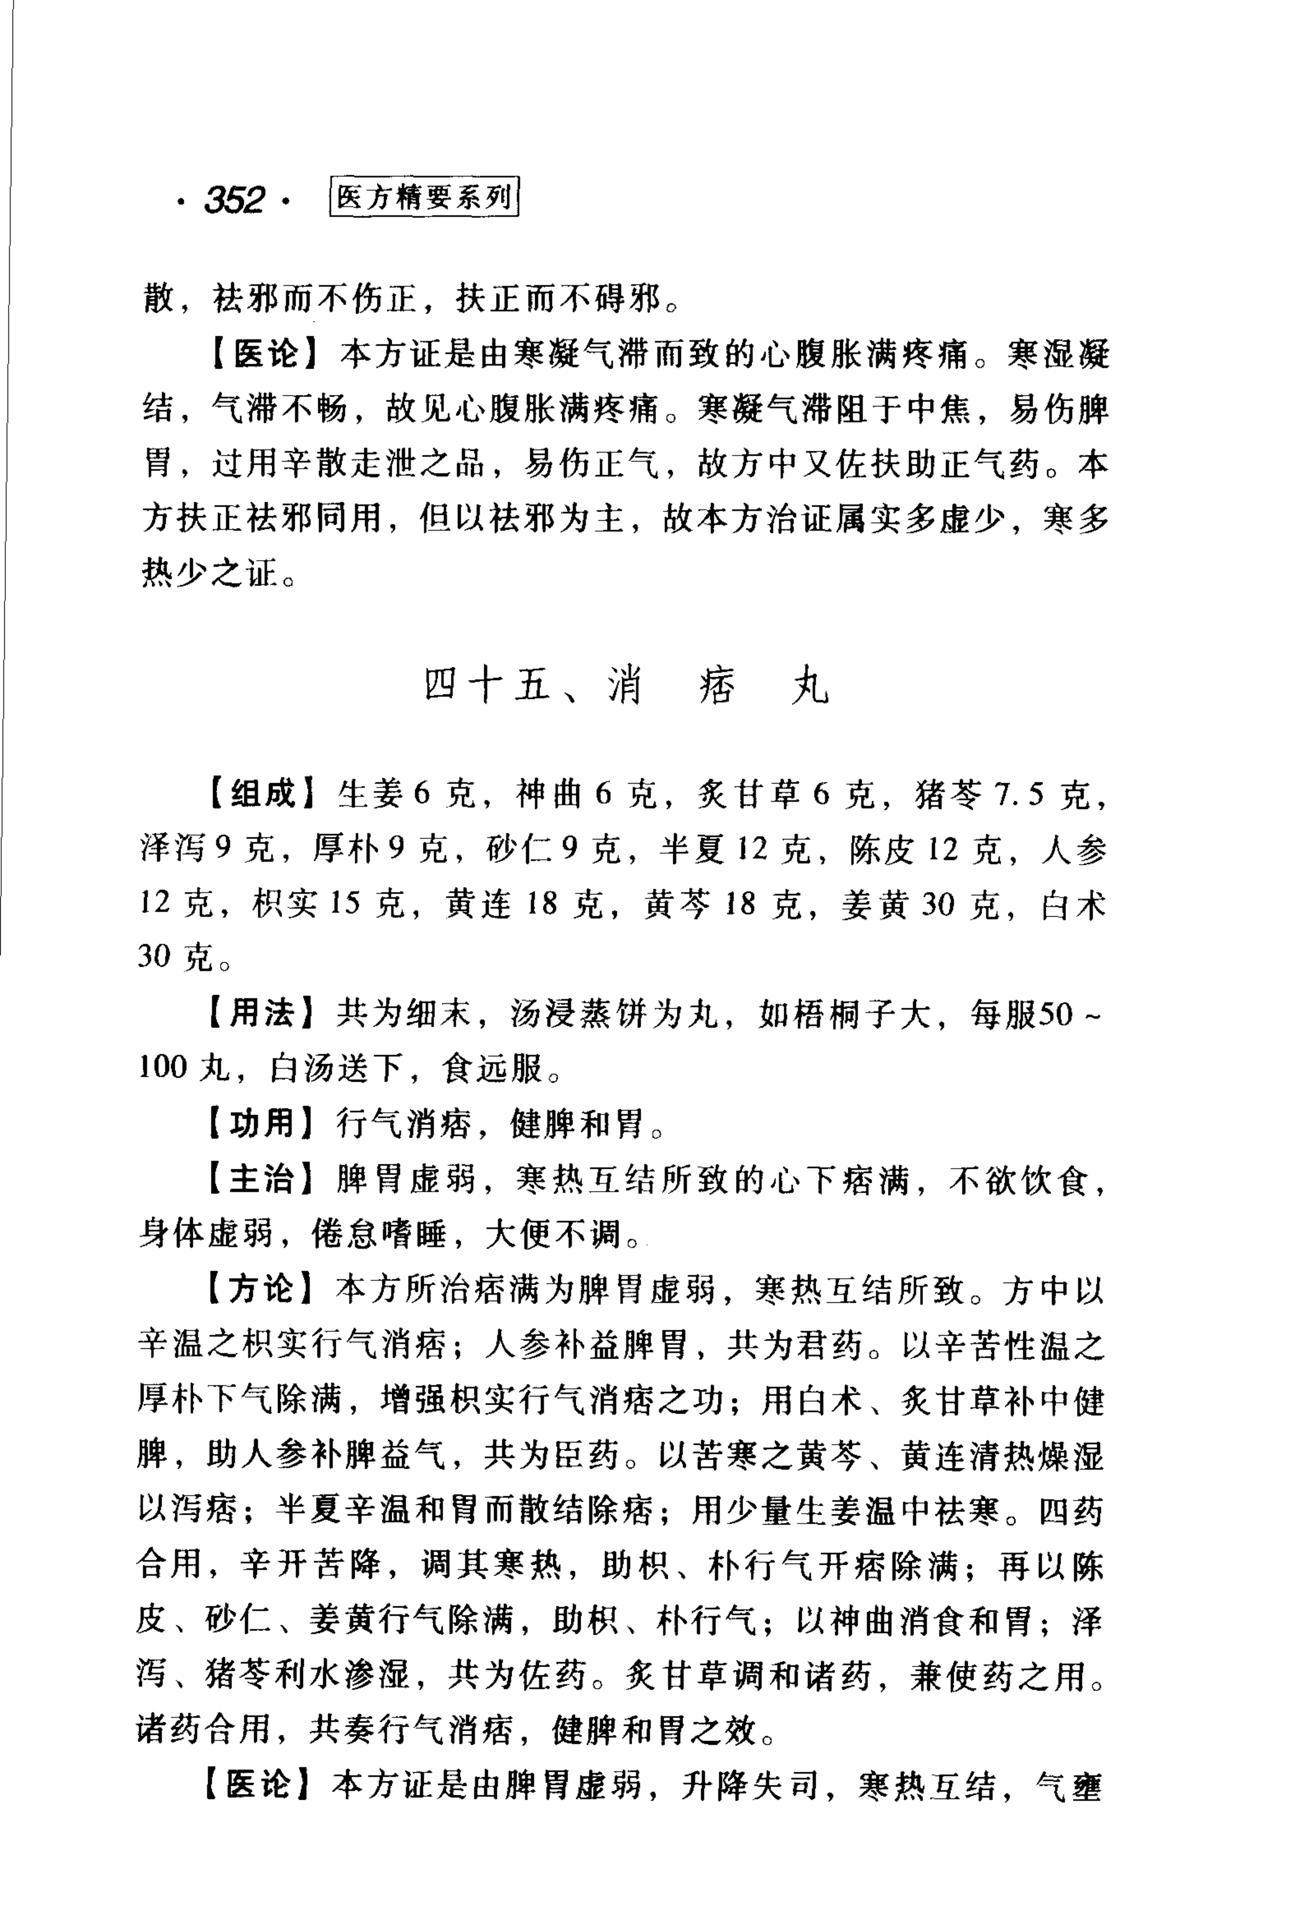 · 352 · 医方精要系列
散，祛邪而不伤正，扶正而不碍邪。
【医论】本方证是由寒凝气滞而致的心腹胀满疼痛。寒湿凝
结，气滞不畅，故见心腹胀满疼痛。寒凝气滞阻于中焦，易伤脾
胃，过用辛散走泄之品，易伤正气，故方中又佐扶助正气药。本
方扶正祛邪同用，但以祛邪为主，故本方治证属实多虚少，寒多
热少之证。
四十五、消 痞 丸
【组成】生姜 6 克，神曲 6 克，炙甘草 6 克，猪苓 7.5 克，
泽泻 9 克，厚朴 9 克，砂仁 9 克，半夏 12 克，陈皮 12 克，人参
12 克，枳实 15 克，黄连 18 克，黄芩 18 克，姜黄 30 克，白术
30 克。
【用法】共为细末，汤浸蒸饼为丸，如梧桐子大，每服50～
100 丸，白汤送下，食远服。
【功用】行气消痞，健脾和胃。
【主治】脾胃虚弱，寒热互结所致的心下痞满，不欲饮食，
身体虚弱，倦怠嗜睡，大便不调。
【方论】本方所治痞满为脾胃虚弱，寒热互结所致。方中以
辛温之枳实行气消痞；人参补益脾胃，共为君药。以辛苦性温之
厚朴下气除满，增强枳实行气消痞之功；用白术、炙甘草补中健
脾，助人参补脾益气，共为臣药。以苦寒之黄芩、黄连清热燥湿
以泻痞；半夏辛温和胃而散结除痞；用少量生姜温中祛寒。四药
合用，辛开苦降，调其寒热，助枳、朴行气开痞除满；再以陈
皮、砂仁、姜黄行气除满，助枳、朴行气；以神曲消食和胃；泽
泻、猪苓利水渗湿，共为佐药。炙甘草调和诸药，兼使药之用。
诸药合用，共奏行气消痞，健脾和胃之效。
【医论】本方证是由脾胃虚弱，升降失司，寒热互结，气壅